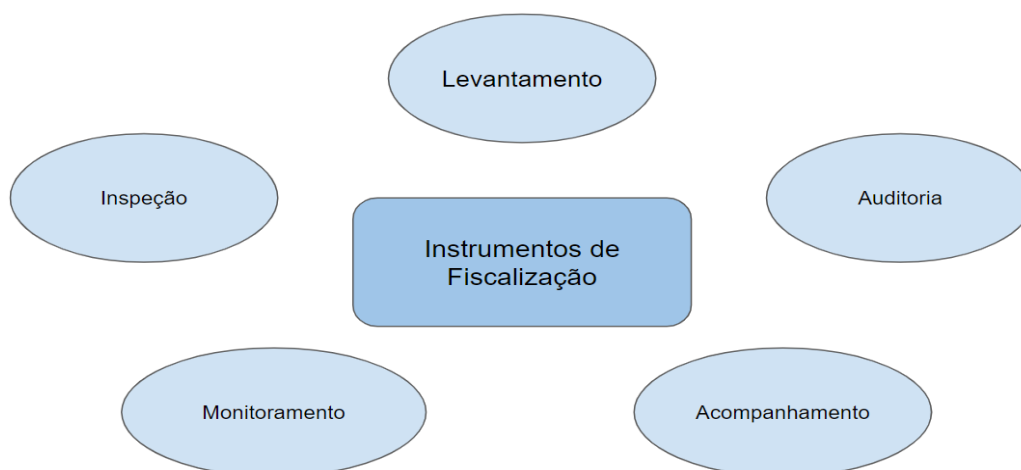 Levantamento
Inspeção
Auditoria
Instrumentos de
Fiscalização
Monitoramento
Acompanhamento